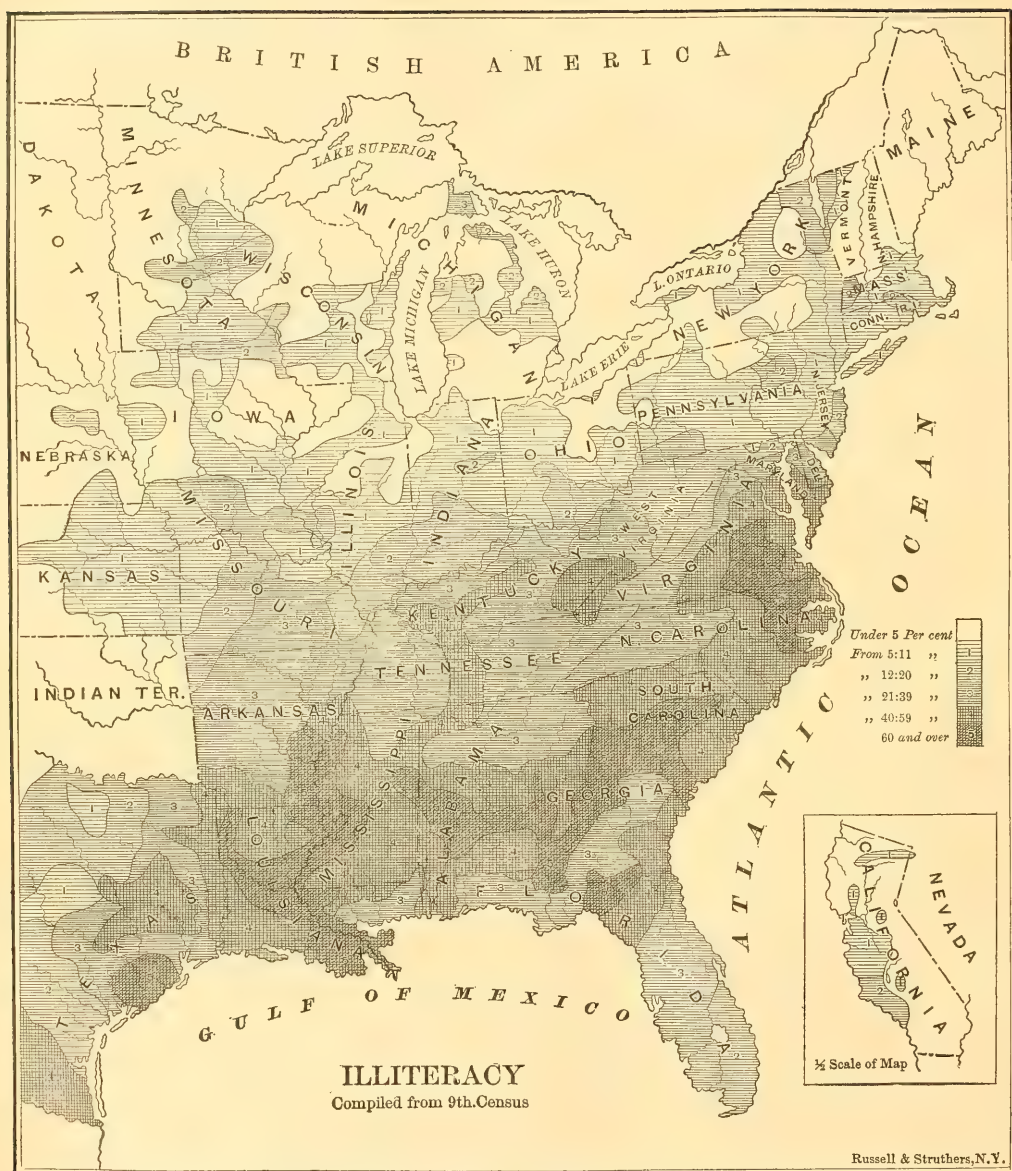 BRITISH AMERICA
MAINE
DAKOTA
MINNESOTA
LAKE SUPERIOR
MICHIGAN
WISCONSIN
LAKE MICHIGAN
LAKE HURON
L. ONTARIO
LAKE ERIE
NEW YORK
VERMONT
N. HAMPSHIRE
MASS.
CONN.
R.I.
NEBRASKA
IOWA
ILLINOIS
INDIANA
OHIO
PENNSYLVANIA
N. JERSEY
DEL.
MARYLAND
WEST VIRGINIA
VIRGINIA
KANSAS
MISSOURI
KENTUCKY
TENNESSEE
N. CAROLINA
INDIAN TER.
ARKANSAS
SOUTH
CAROLINA
MISSISSIPPI
ALABAMA
GEORGIA
LOUISIANA
TEXAS
FLORIDA
ATLANTIC OCEAN
GULF OF MEXICO
Under 5 Per cent
From 5:11 „ 1
„ 12:20 „ 2
„ 21:39 „ 3
„ 40:59 „
60 and over 5
CALIFORNIA
NEVADA
½ Scale of Map
ILLITERACY
Compiled from 9th. Census
Russell & Struthers, N.Y.